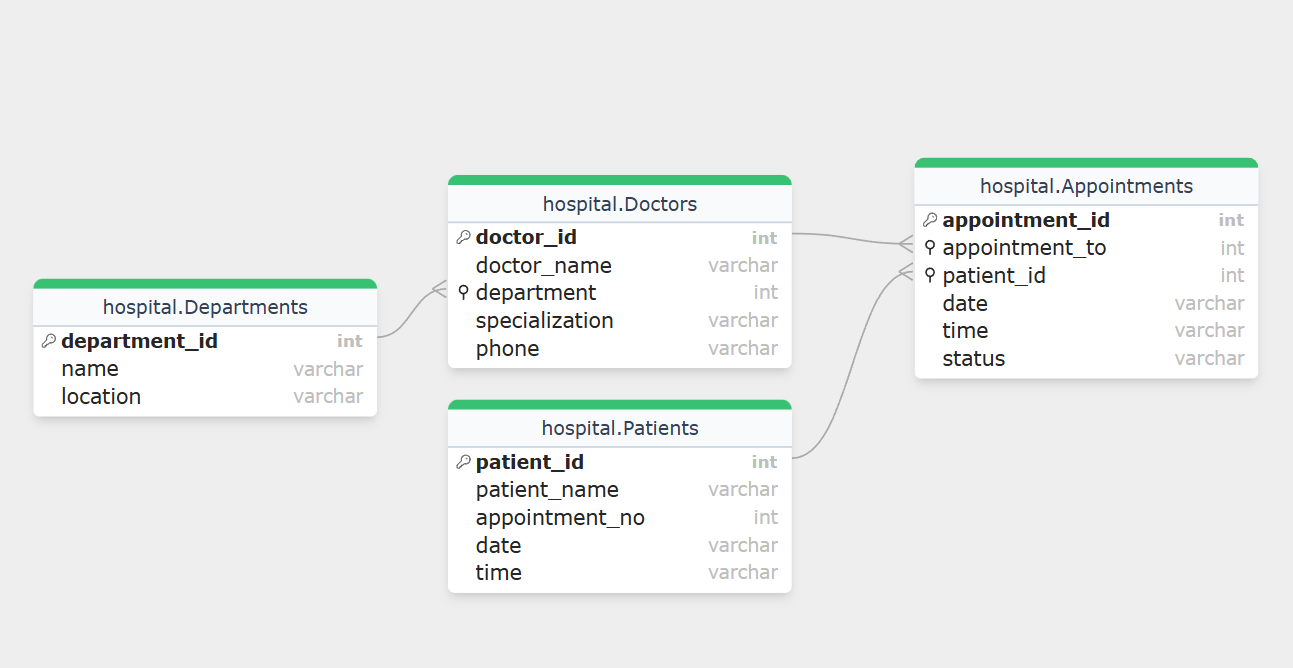 hospital.Departments
department_id int
name varchar
location varchar
hospital.Doctors
doctor_id int
doctor_name varchar
department int
specialization varchar
phone varchar
hospital.Patients
patient_id int
patient_name varchar
appointment_no int
date varchar
time varchar
hospital.Appointments
appointment_id int
appointment_to int
patient_id int
date varchar
time varchar
status varchar